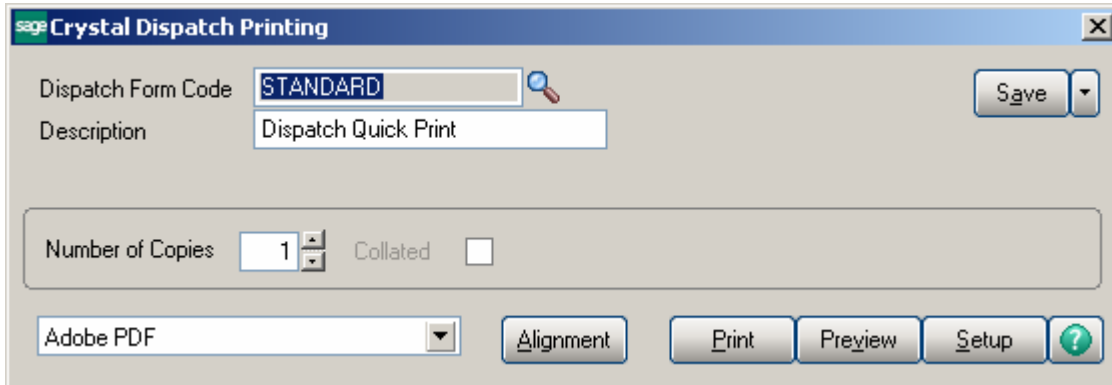 sage Crystal Dispatch Printing
Dispatch Form Code STANDARD Save
Description Dispatch Quick Print
Number of Copies 1 Collated
Adobe PDF Alignment Print Preview Setup ?